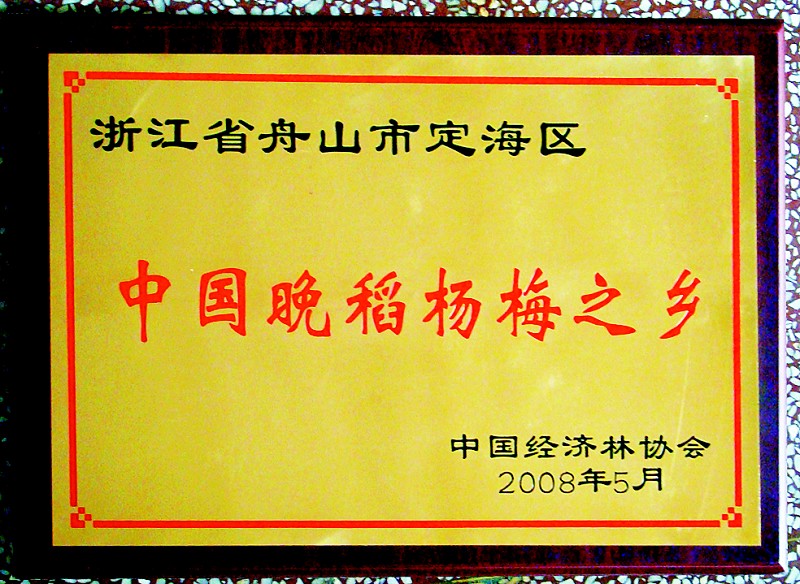 浙江省舟山市定海区
中国晚稻杨梅之乡
中国经济林协会
2008年5月